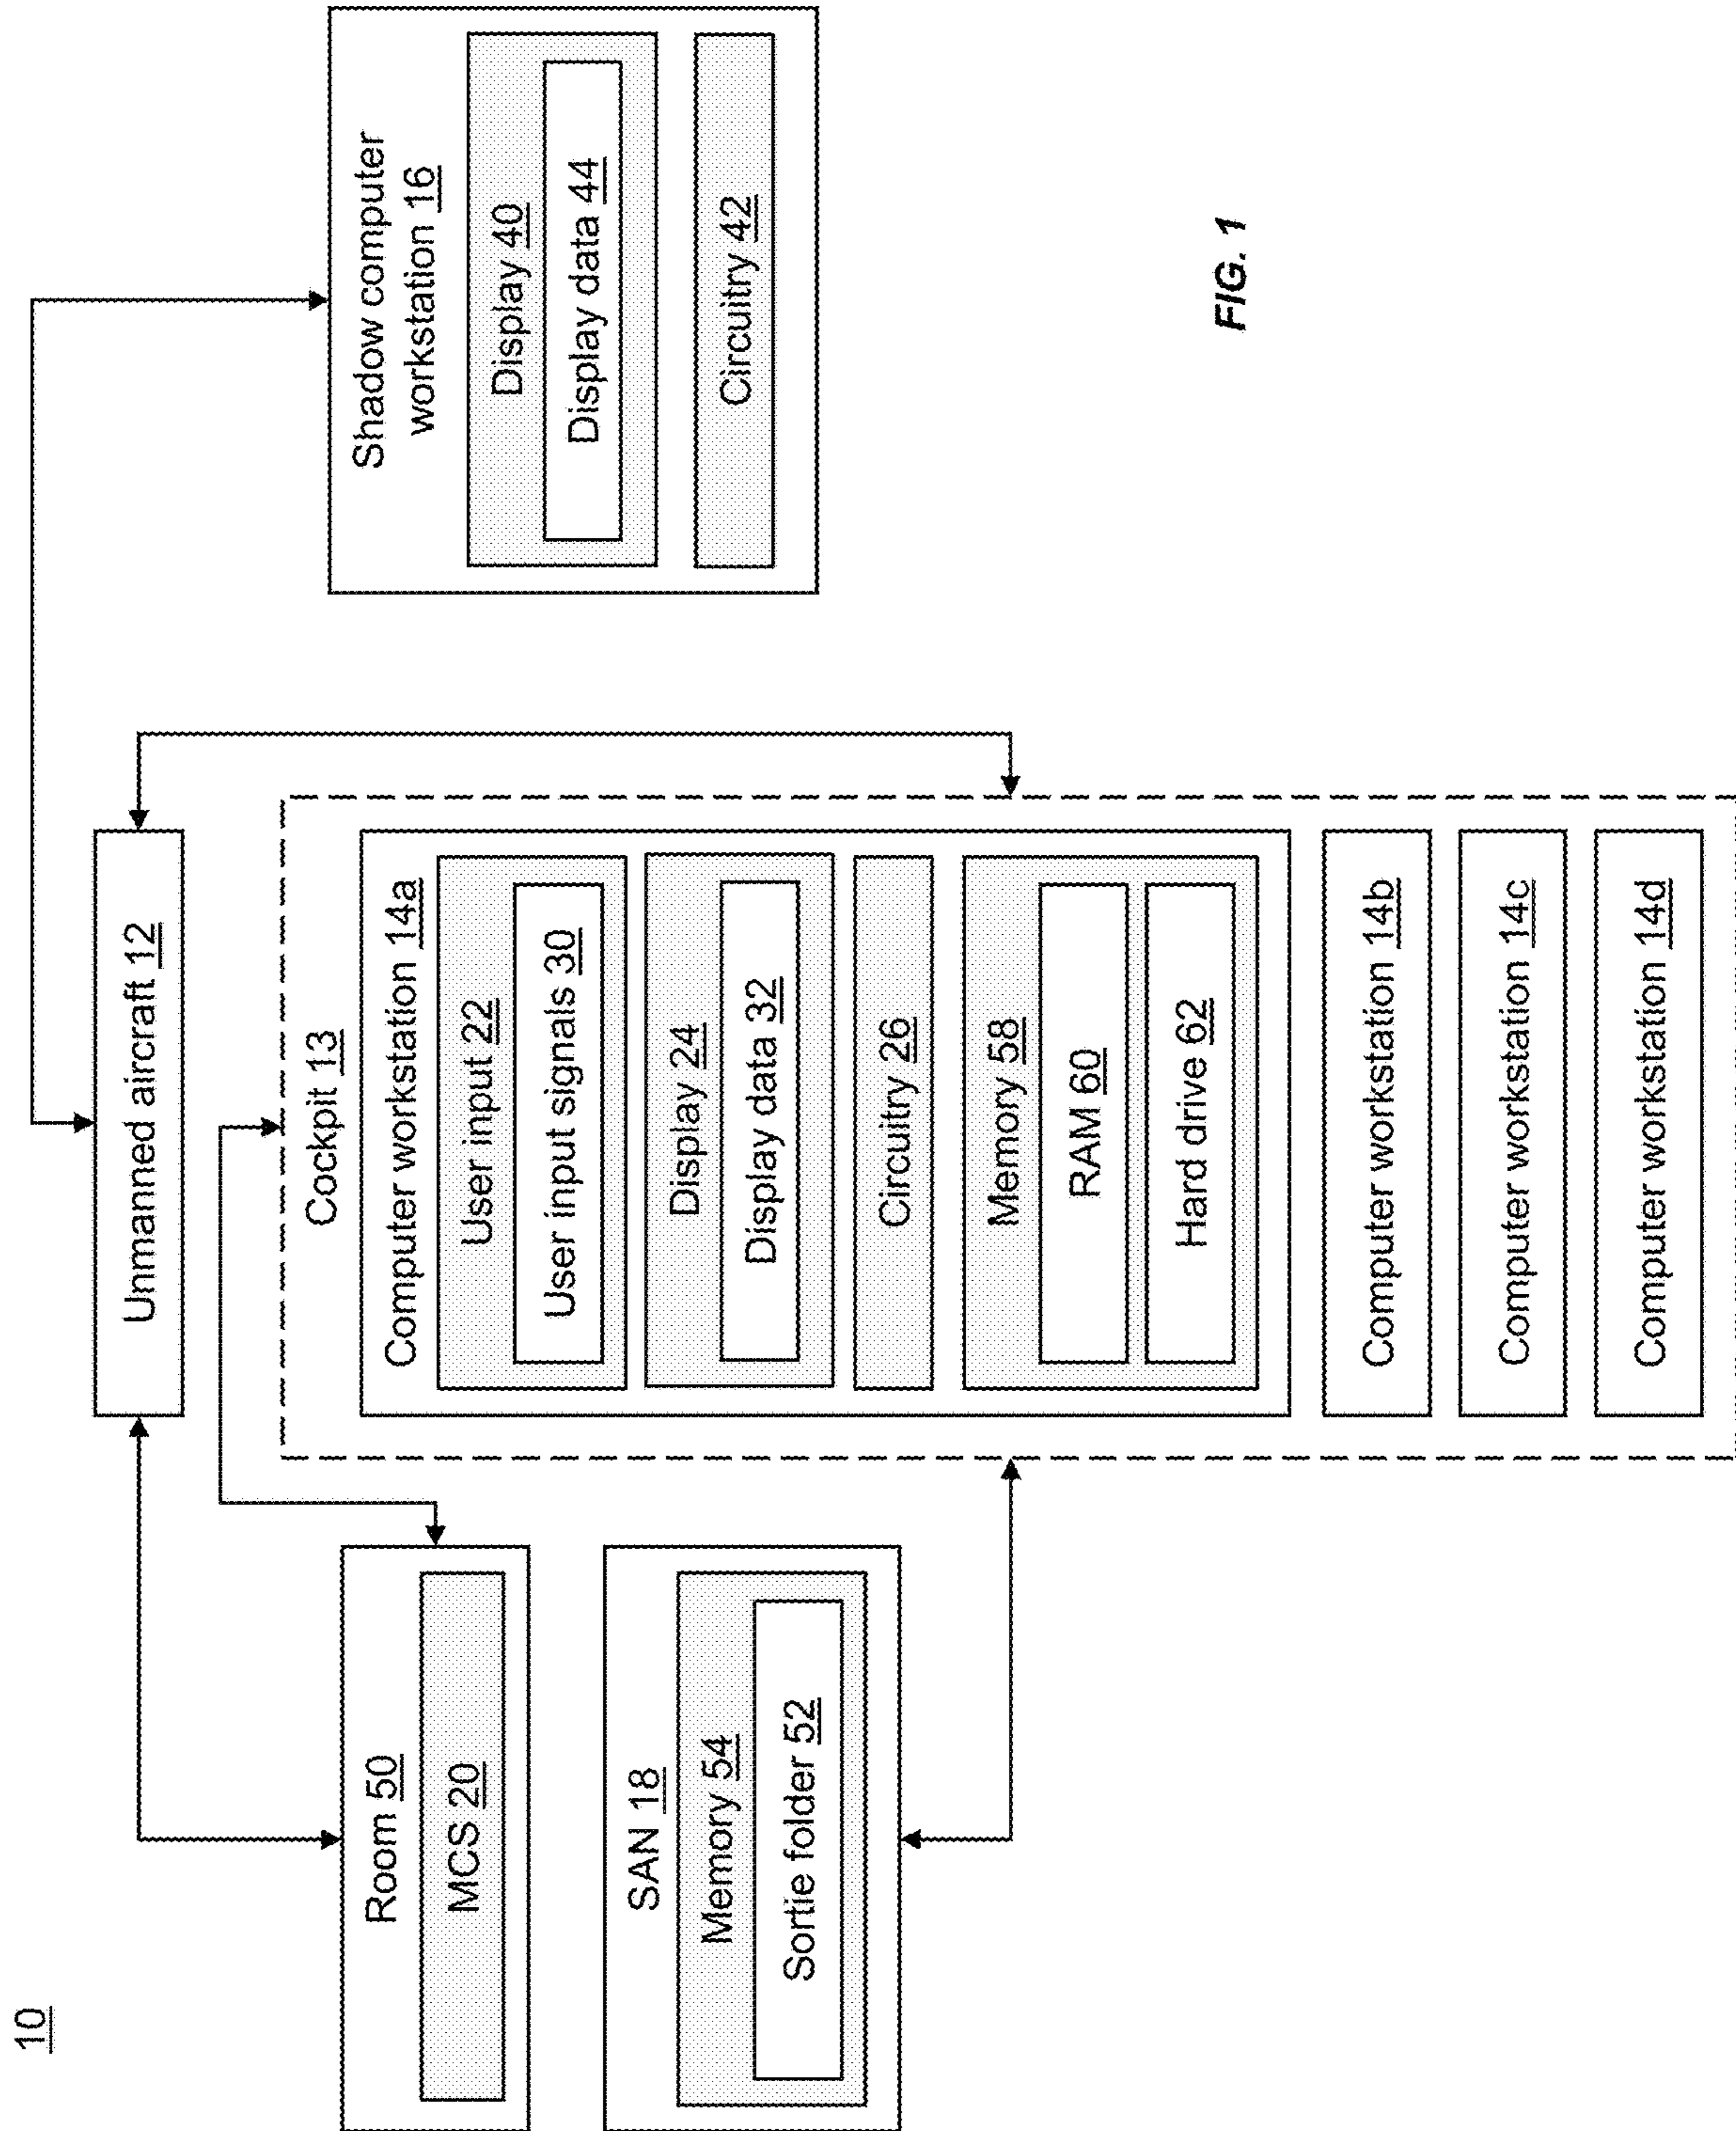 10
Unmanned aircraft 12
Room 50
MCS 20
SAN 18
Memory 54
Sortie folder 52
Cockpit 13
Computer workstation 14a
User input 22
User input signals 30
Display 24
Display data 32
Circuitry 26
Memory 58
RAM 60
Hard drive 62
Computer workstation 14b
Computer workstation 14c
Computer workstation 14d
Shadow computer
workstation 16
Display 40
Display data 44
Circuitry 42
FIG. 1